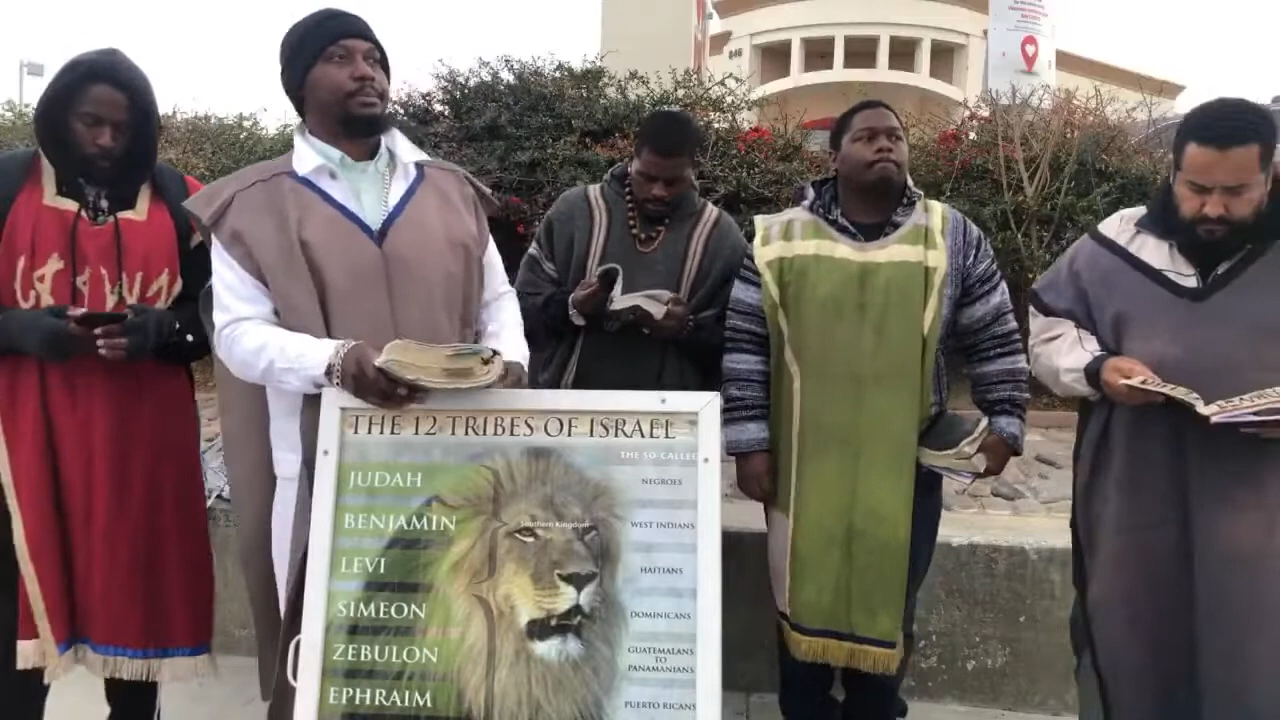 846
THE 12 TRIBES OF ISRAEL
THE SO CALLED
JUDAH NEGROES
BENJAMIN Southern Kingdom WEST INDIANS
LEVI HAITIANS
SIMEON DOMINICANS
ZEBULON GUATEMALANS
TO
PANAMANIANS
EPHRAIM PUERTO RICANS